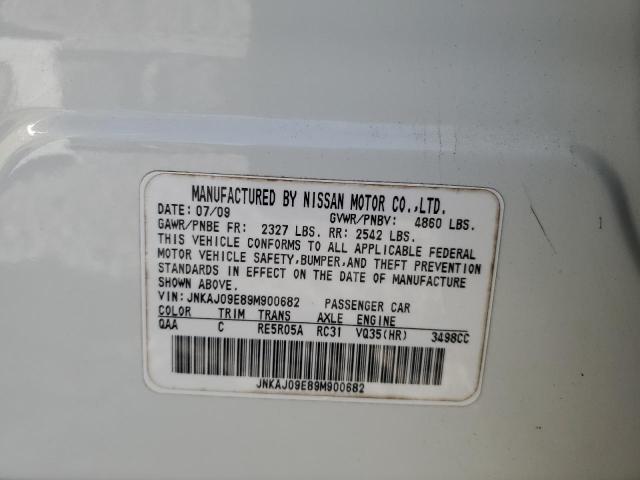 MANUFACTURED BY NISSAN MOTOR CO.,LTD.
DATE: 07/09 GVWR/PNBV: 4860 LBS.
GAWR/PNBE FR: 2327 LBS. RR: 2542 LBS.
THIS VEHICLE CONFORMS TO ALL APPLICABLE FEDERAL
MOTOR VEHICLE SAFETY, BUMPER, AND THEFT PREVENTION
STANDARDS IN EFFECT ON THE DATE OF MANUFACTURE
SHOWN ABOVE.
VIN: JNKAJ09E89M900682 PASSENGER CAR
COLOR TRIM TRANS AXLE ENGINE
QAA C RE5R05A RC31 VQ35(HR) 3498CC
JNKAJ09E89M900682